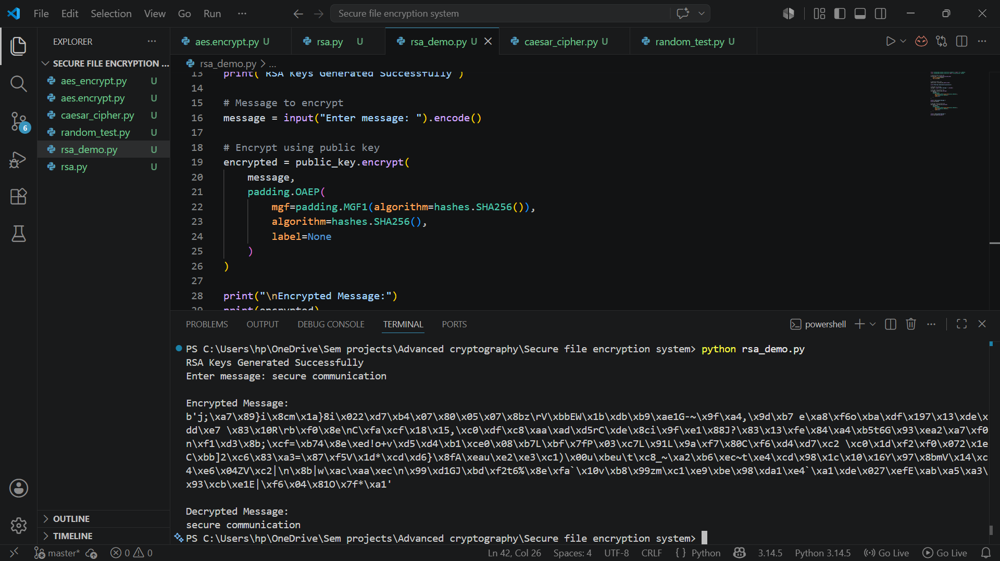 File Edit Selection View Go Run ... Secure file encryption system
EXPLORER ...
SECURE FILE ENCRYPTION ...
aes_encrypt.py U
aes.encrypt.py U
caesar_cipher.py U
random_test.py U
rsa_demo.py U
rsa.py U
6
OUTLINE
TIMELINE
aes.encrypt.py U rsa.py U rsa_demo.py U caesar_cipher.py U random_test.py U
rsa_demo.py > ...
13 print("RSA Keys Generated Successfully")
14
15 # Message to encrypt
16 message = input("Enter message: ").encode()
17
18 # Encrypt using public key
19 encrypted = public_key.encrypt(
20 message,
21 padding.OAEP(
22 mgf=padding.MGF1(algorithm=hashes.SHA256()),
23 algorithm=hashes.SHA256(),
24 label=None
25 )
26 )
27
28 print("\nEncrypted Message:")
29 print(encrypted)
PROBLEMS OUTPUT DEBUG CONSOLE TERMINAL PORTS powershell
PS C:\Users\hp\OneDrive\Sem projects\Advanced cryptography\Secure file encryption system> python rsa_demo.py
RSA Keys Generated Successfully
Enter message: secure communication
Encrypted Message:
b'j;\xa7\x89}i\x8cm\x1a}8i\x022\xd7\xb4\x07\x80\x05\x07\x8bz\rV\xbbEW\x1b\xdb\xb9\xae1G-~\x9f\xa4,\x9d\xb7 e\xa8\xf6o\xba\xdf\x197\x13\xde\x
dd\xe7 \x83\x10R\rb\xf0\x8e\nC\xfa\xcf\x18\x15,\xc0\xdf\xc8\xaa\xad\xd5rC\xde\x8ci\x9f\xe1\x88J?\x83\x13\xfe\x84\xa4\xb5t6G\x93\xea2\xa7\xf0
n\xf1\xd3\x8b;\xcf=\xb74\x8e\xed!o+v\xd5\xd4\xb1\xce0\x08\xb7L\xbf\x7fP\x03\xc7L\x91L\x9a\xf7\x80C\xf6\xd4\xd7\xc2 \xc0\x1d\xf2\xf0\x072\x1e
C\xbb]2\xc6\x83\xa3=\x87\xf5V\x1d*\xcd\xd6}\x8fA\xeau\xe2\xe3\xc1)\x00u\xbeu\t\xc8_~\xa2\xb6\xec~t\xe4\xcd\x98\x1c\x10\x16Y\x97\x8bmV\x14\xc
4\xe6\x04ZV\xc2|\n\x8b|w\xac\xaa\xec\n\x99\xd1GJ\xbd\xf2t6%\x8e\xfa`\x10v\xb8\x99zm\xc1\xe9\xbe\x98\xda1\xe4`\xa1\xde\x027\xefE\xab\xa5\xa3\
x93\xcb\xe1E|\xf6\x04\x81O\x7f*\xa1'
Decrypted Message:
secure communication
PS C:\Users\hp\OneDrive\Sem projects\Advanced cryptography\Secure file encryption system>
master* 0 0 Ln 42, Col 26 Spaces: 4 UTF-8 CRLF {} Python 3.14.5 Python 3.14.5 Go Live Go Live